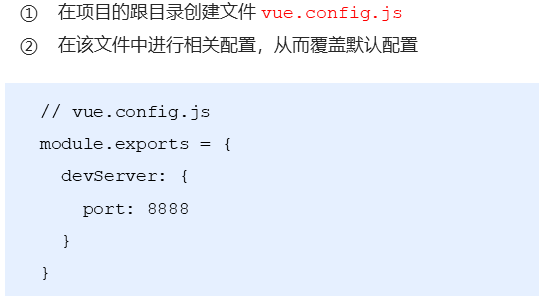 ① 在项目的跟目录创建文件 vue.config.js
② 在该文件中进行相关配置，从而覆盖默认配置
// vue.config.js
module.exports = {
  devServer: {
    port: 8888
  }
}